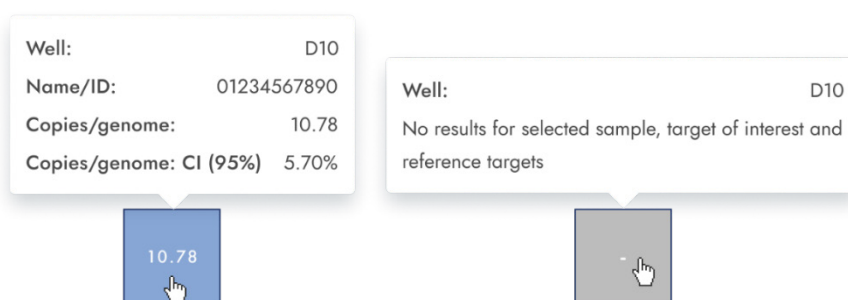 Well: D10
Name/ID: 01234567890
Copies/genome: 10.78
Copies/genome: CI (95%) 5.70%
10.78
Well: D10
No results for selected sample, target of interest and
reference targets
-